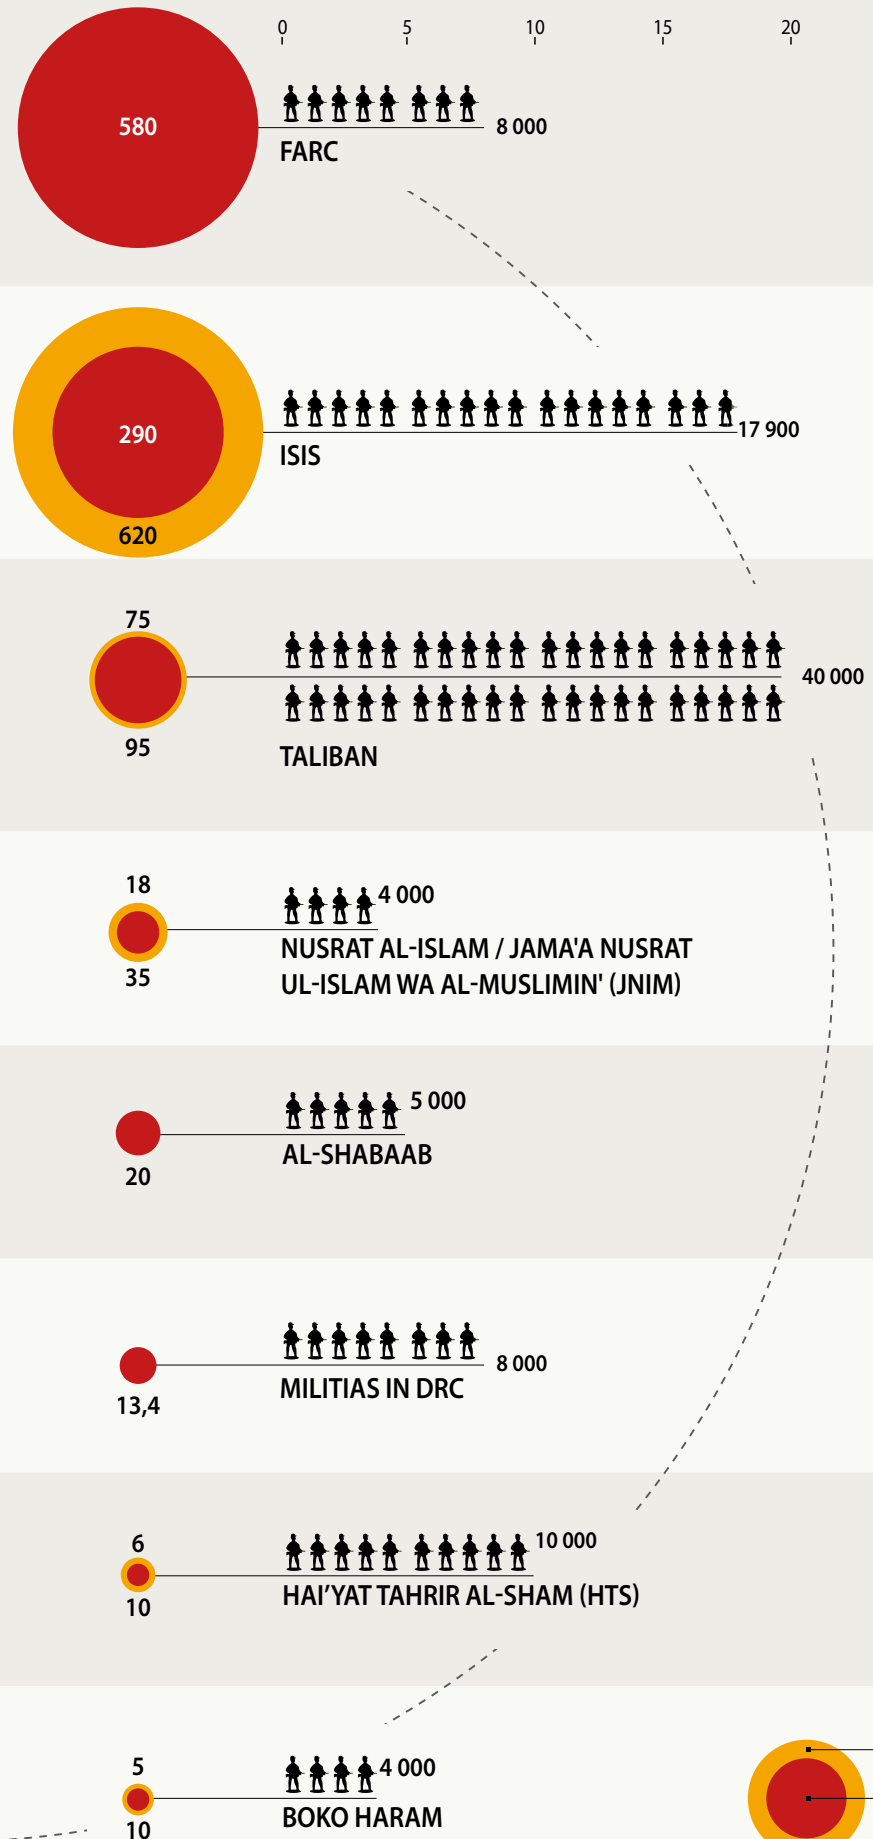 0 5 10 15 20
580
8 000
FARC
290
17 900
ISIS
620
75
40 000
95
TALIBAN
18
4 000
35
NUSRAT AL-ISLAM / JAMA'A NUSRAT
UL-ISLAM WA AL-MUSLIMIN' (JNIM)
5 000
AL-SHABAAB
20
8 000
MILITIAS IN DRC
13,4
6
10 000
10
HAI’YAT TAHRIR AL-SHAM (HTS)
5
4 000
BOKO HARAM
10